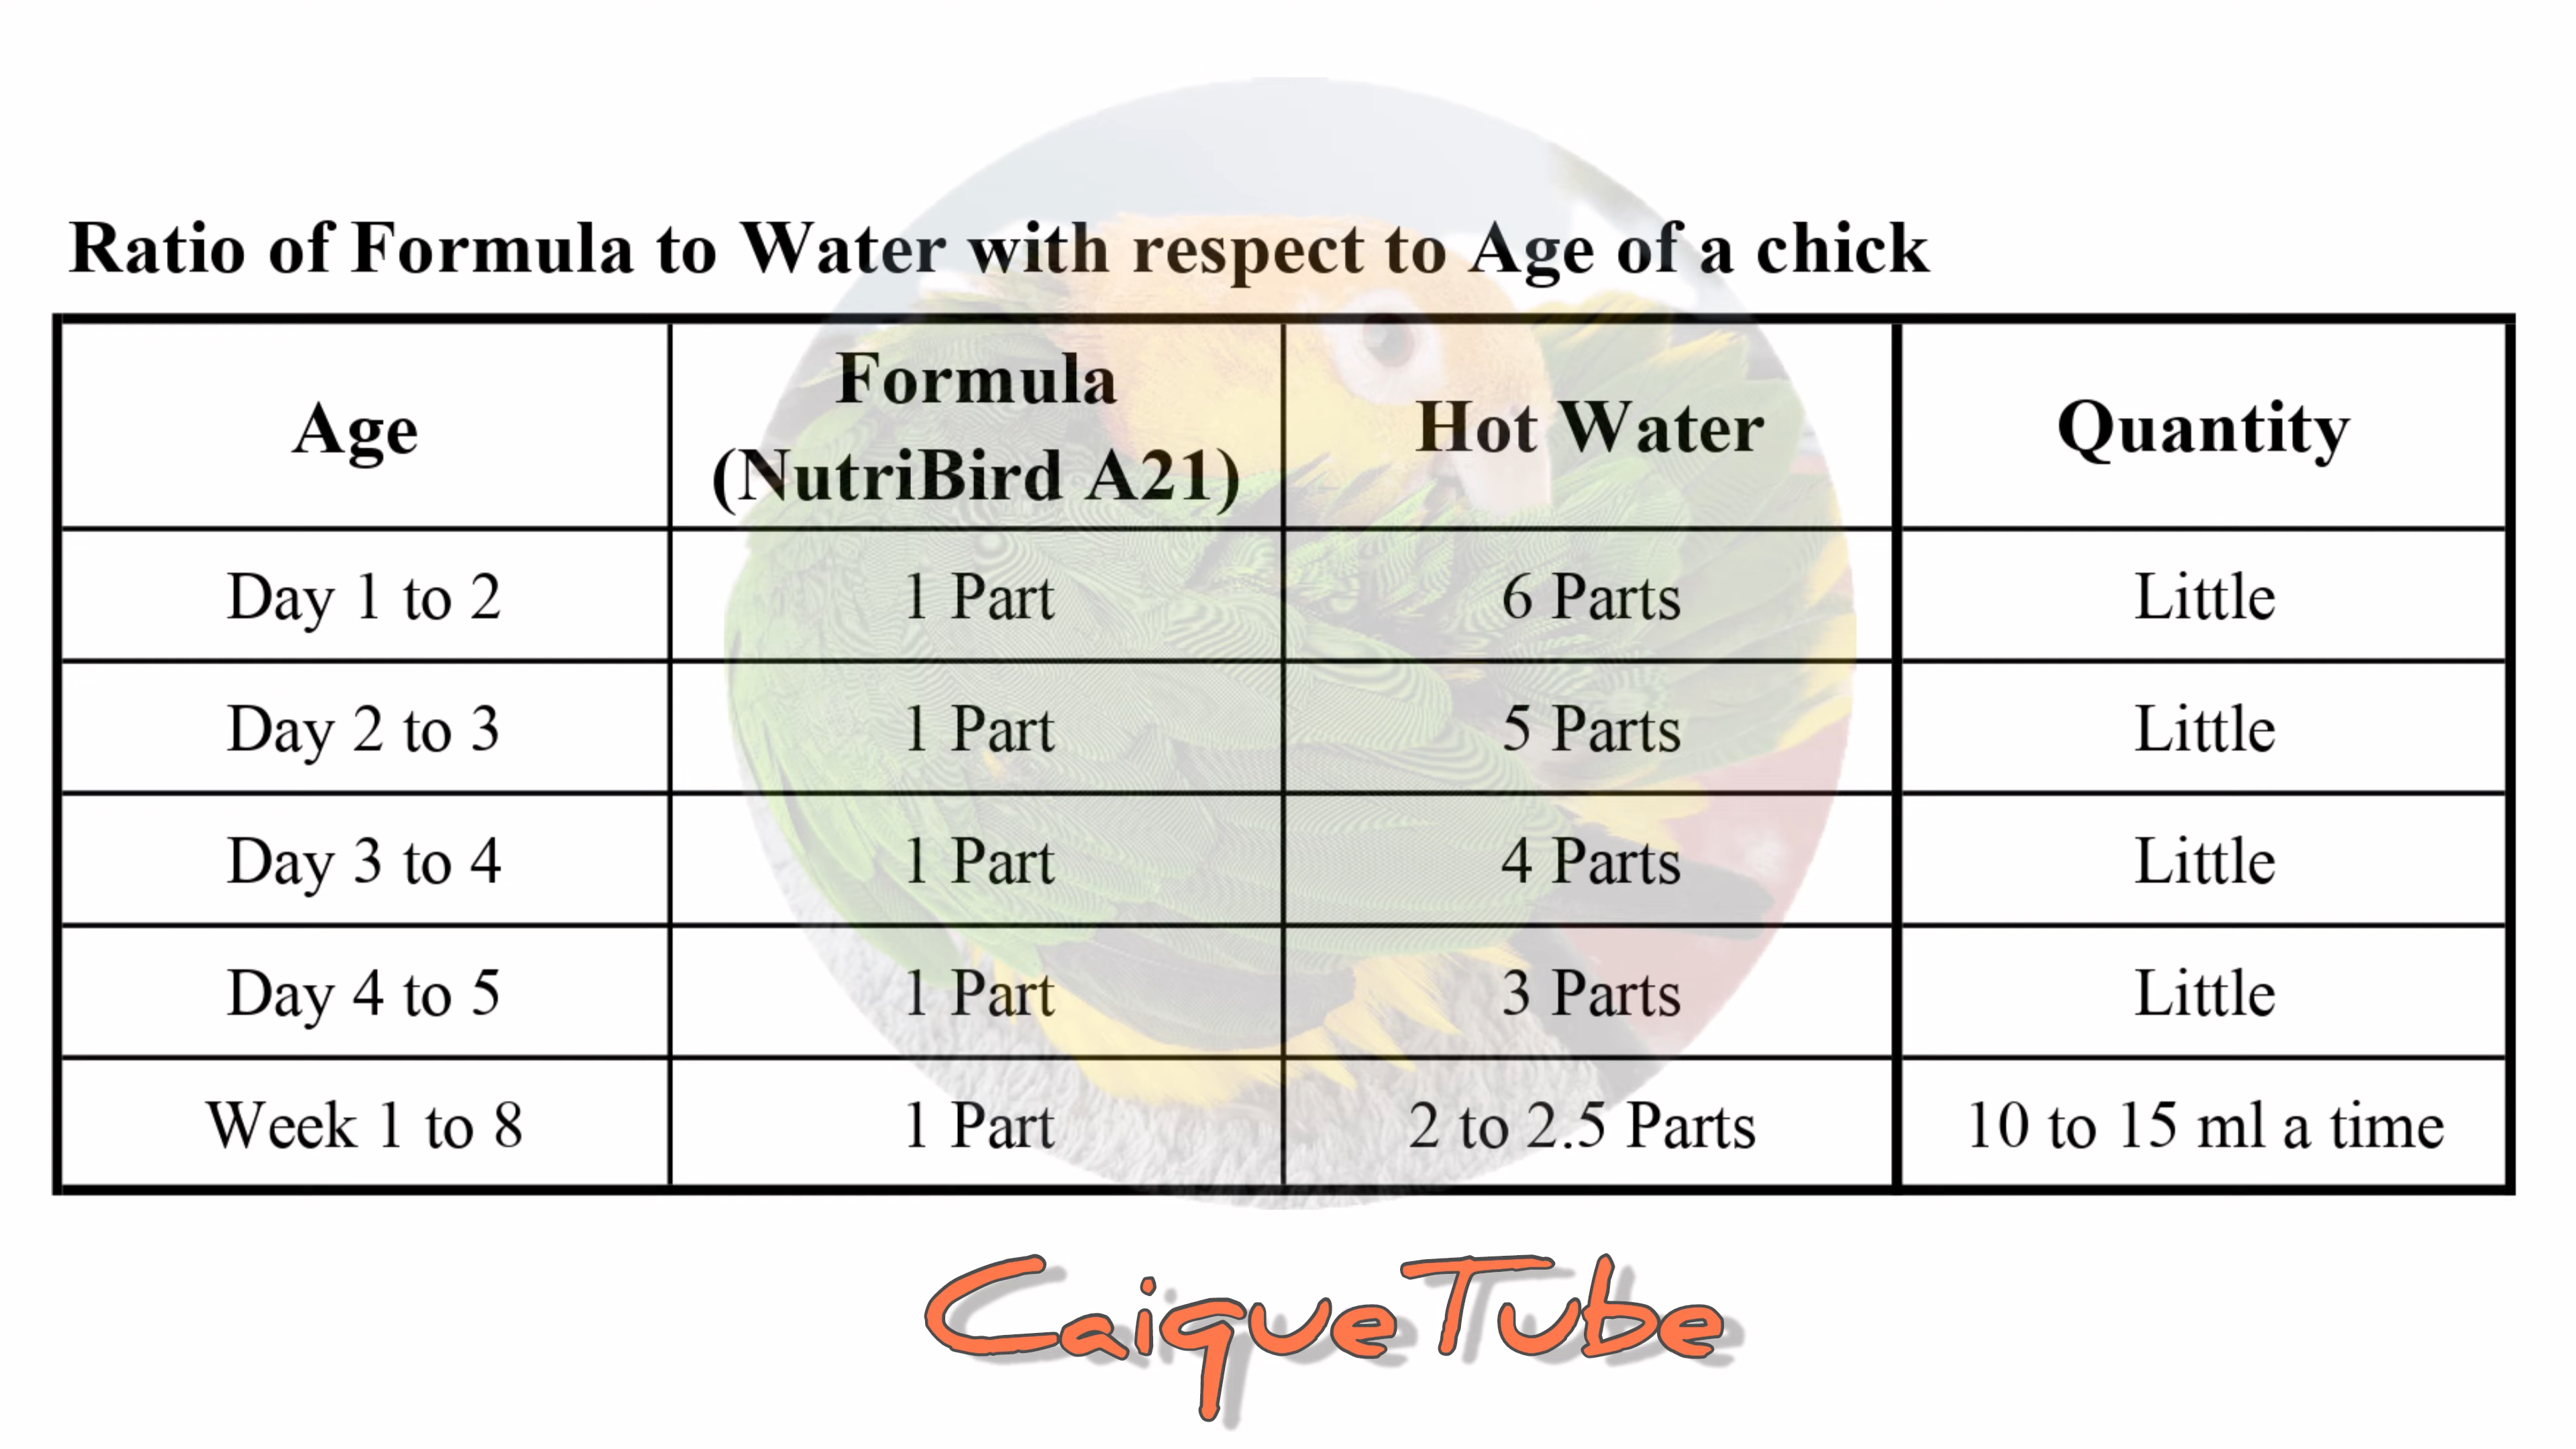 Ratio of Formula to Water with respect to Age of a chick
Age
Formula
(NutriBird A21)
Hot Water
Quantity
Day 1 to 2
1 Part
6 Parts
Little
Day 2 to 3
1 Part
5 Parts
Little
Day 3 to 4
1 Part
4 Parts
Little
Day 4 to 5
1 Part
3 Parts
Little
Week 1 to 8
1 Part
2 to 2.5 Parts
10 to 15 ml a time
CaiqueTube